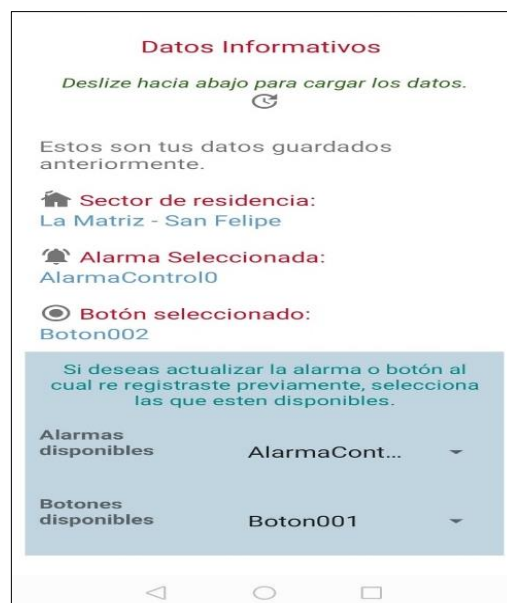 Datos Informativos
Deslize hacia abajo para cargar los datos.
Estos son tus datos guardados
anteriormente.
Sector de residencia:
La Matriz - San Felipe
Alarma Seleccionada:
AlarmaControl0
Botón seleccionado:
Boton002
Si deseas actualizar la alarma o botón al
cual re registraste previamente, selecciona
las que esten disponibles.
Alarmas
disponibles
AlarmaCont...
Botones
disponibles
Boton001